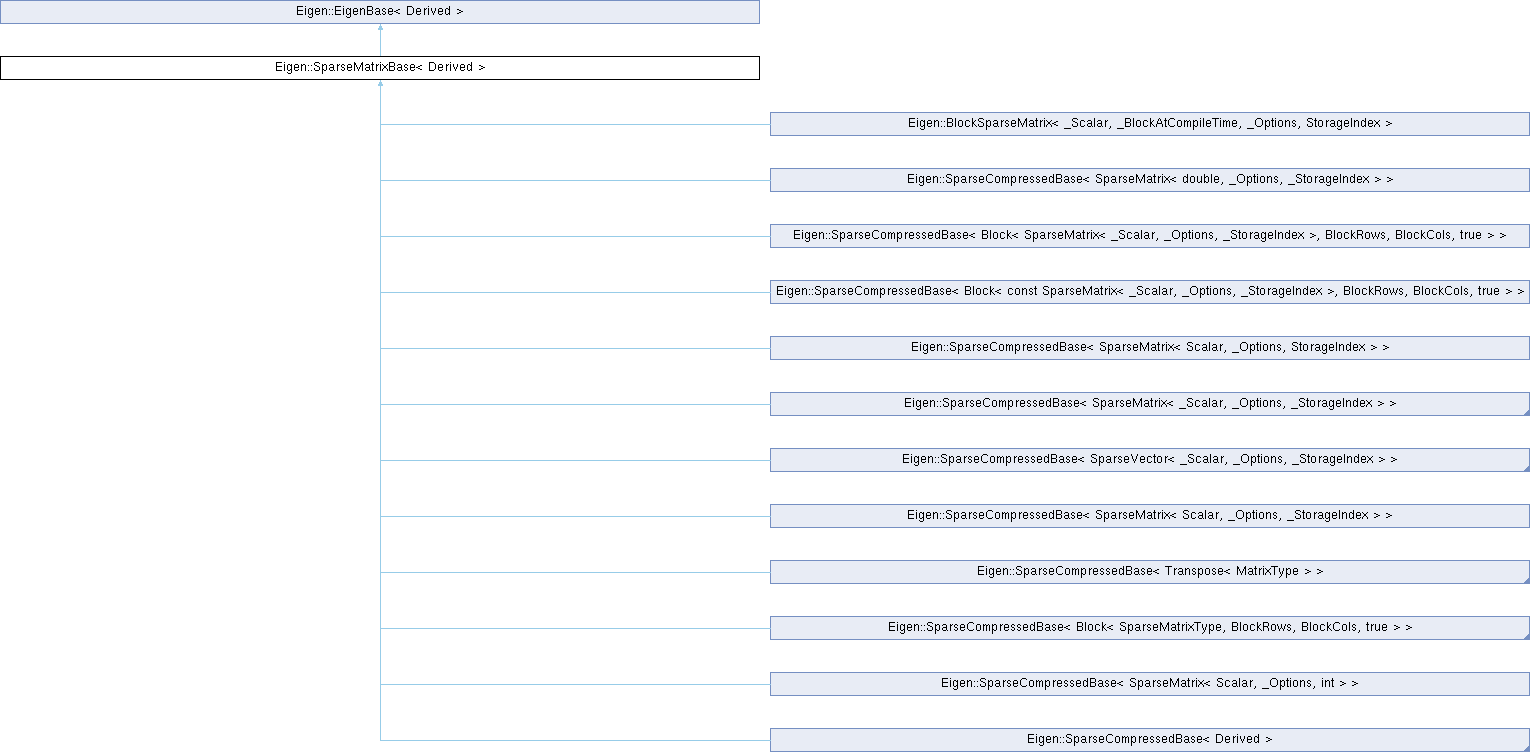 Eigen::EigenBase< Derived >
Eigen::SparseMatrixBase< Derived >
Eigen::BlockSparseMatrix< _Scalar, _BlockAtCompileTime, _Options, StorageIndex >
Eigen::SparseCompressedBase< SparseMatrix< double, _Options, _StorageIndex > >
Eigen::SparseCompressedBase< Block< SparseMatrix< _Scalar, _Options, _StorageIndex >, BlockRows, BlockCols, true > >
Eigen::SparseCompressedBase< Block< const SparseMatrix< _Scalar, _Options, _StorageIndex >, BlockRows, BlockCols, true > >
Eigen::SparseCompressedBase< SparseMatrix< Scalar, _Options, StorageIndex > >
Eigen::SparseCompressedBase< SparseMatrix< _Scalar, _Options, _StorageIndex > >
Eigen::SparseCompressedBase< SparseVector< _Scalar, _Options, _StorageIndex > >
Eigen::SparseCompressedBase< SparseMatrix< Scalar, _Options, _StorageIndex > >
Eigen::SparseCompressedBase< Transpose< MatrixType > >
Eigen::SparseCompressedBase< Block< SparseMatrixType, BlockRows, BlockCols, true > >
Eigen::SparseCompressedBase< SparseMatrix< Scalar, _Options, int > >
Eigen::SparseCompressedBase< Derived >